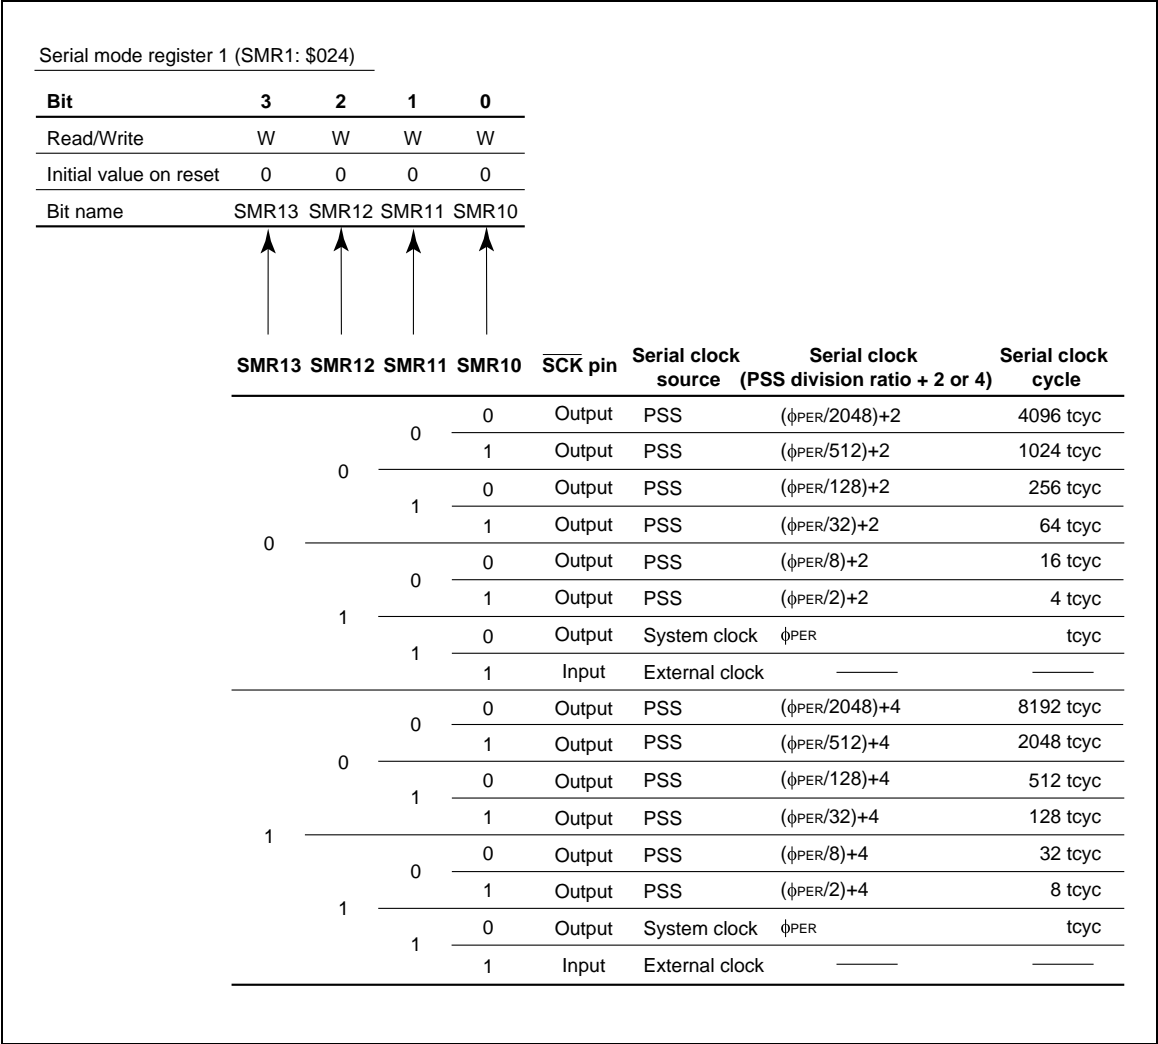 Serial mode register 1 (SMR1: $024)
Bit 3 2 1 0
Read/Write W W W W
Initial value on reset 0 0 0 0
Bit name SMR13 SMR12 SMR11 SMR10
SMR13 SMR12 SMR11 SMR10 SCK pin Serial clock source Serial clock (PSS division ratio + 2 or 4) Serial clock cycle
0 0 0 0 Output PSS (ϕPER/2048)+2 4096 tcyc
1 Output PSS (ϕPER/512)+2 1024 tcyc
1 0 Output PSS (ϕPER/128)+2 256 tcyc
1 Output PSS (ϕPER/32)+2 64 tcyc
1 0 0 Output PSS (ϕPER/8)+2 16 tcyc
1 Output PSS (ϕPER/2)+2 4 tcyc
1 0 Output System clock ϕPER tcyc
1 Input External clock
1 0 0 0 Output PSS (ϕPER/2048)+4 8192 tcyc
1 Output PSS (ϕPER/512)+4 2048 tcyc
1 0 Output PSS (ϕPER/128)+4 512 tcyc
1 Output PSS (ϕPER/32)+4 128 tcyc
1 0 0 Output PSS (ϕPER/8)+4 32 tcyc
1 Output PSS (ϕPER/2)+4 8 tcyc
1 0 Output System clock ϕPER tcyc
1 Input External clock